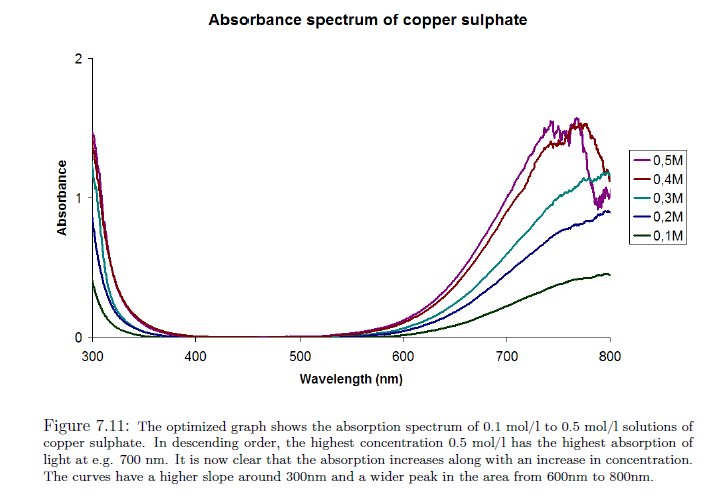 Absorbance spectrum of copper sulphate
2
1
0
Absorbance
300
400
500
600
700
800
Wavelength (nm)
0,5M
0,4M
0,3M
0,2M
0,1M
Figure 7.11: The optimized graph shows the absorption spectrum of 0.1 mol/l to 0.5 mol/l solutions of
copper sulphate. In descending order, the highest concentration 0.5 mol/l has the highest absorption of
light at e.g. 700 nm. It is now clear that the absorption increases along with an increase in concentration.
The curves have a higher slope around 300nm and a wider peak in the area from 600nm to 800nm.